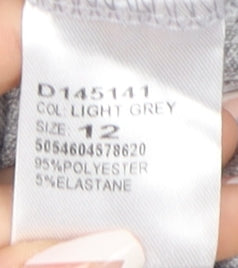 D145141
COL: LIGHT GREY
SIZE: 12
5054604578620
95%POLYESTER
5%ELASTANE